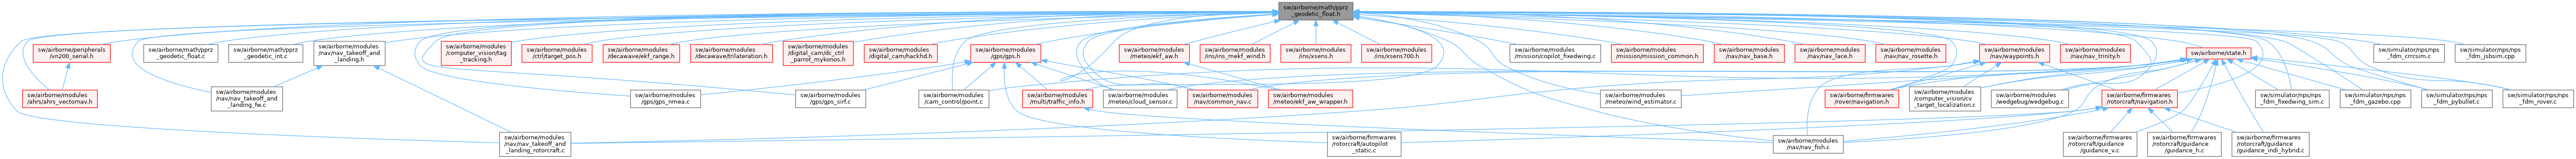 sw/airborne/math/pprz
_geodetic_float.h
sw/airborne/peripherals
/vn200_serial.h
sw/airborne/math/pprz
_geodetic_float.c
sw/airborne/math/pprz
_geodetic_int.c
sw/airborne/modules
/nav/nav_takeoff_and
_landing.h
sw/airborne/modules
/computer_vision/tag
_tracking.h
sw/airborne/modules
/ctrl/target_pos.h
sw/airborne/modules
/decawave/ekf_range.h
sw/airborne/modules
/decawave/trilateration.h
sw/airborne/modules
/digital_cam/dc_ctrl
_parrot_mykonos.h
sw/airborne/modules
/digital_cam/hackhd.h
sw/airborne/modules
/gps/gps.h
sw/airborne/modules
/meteo/ekf_aw.h
sw/airborne/modules
/ins/ins_mekf_wind.h
sw/airborne/modules
/ins/xsens.h
sw/airborne/modules
/ins/xsens700.h
sw/airborne/modules
/mission/copilot_fixedwing.c
sw/airborne/modules
/mission/mission_common.h
sw/airborne/modules
/nav/nav_base.h
sw/airborne/modules
/nav/nav_lace.h
sw/airborne/modules
/nav/nav_rosette.h
sw/airborne/modules
/nav/waypoints.h
sw/airborne/modules
/nav/nav_trinity.h
sw/airborne/state.h
sw/simulator/nps/nps
_fdm_crrcsim.c
sw/simulator/nps/nps
_fdm_jsbsim.cpp
sw/airborne/modules
/ahrs/ahrs_vectornav.h
sw/airborne/modules
/nav/nav_takeoff_and
_landing_fw.c
sw/airborne/modules
/gps/gps_nmea.c
sw/airborne/modules
/gps/gps_sirf.c
sw/airborne/modules
/cam_control/point.c
sw/airborne/modules
/multi/traffic_info.h
sw/airborne/modules
/meteo/cloud_sensor.c
sw/airborne/modules
/nav/common_nav.c
sw/airborne/modules
/meteo/ekf_aw_wrapper.h
sw/airborne/modules
/meteo/wind_estimator.c
sw/airborne/firmwares
/rover/navigation.h
sw/airborne/modules
/computer_vision/cv
_target_localization.c
sw/airborne/modules
/wedgebug/wedgebug.c
sw/airborne/firmwares
/rotorcraft/navigation.h
sw/simulator/nps/nps
_fdm_fixedwing_sim.c
sw/simulator/nps/nps
_fdm_gazebo.cpp
sw/simulator/nps/nps
_fdm_pybullet.c
sw/simulator/nps/nps
_fdm_rover.c
sw/airborne/modules
/nav/nav_takeoff_and
_landing_rotorcraft.c
sw/airborne/firmwares
/rotorcraft/autopilot
_static.c
sw/airborne/modules
/nav/nav_fish.c
sw/airborne/firmwares
/rotorcraft/guidance
/guidance_v.c
sw/airborne/firmwares
/rotorcraft/guidance
/guidance_h.c
sw/airborne/firmwares
/rotorcraft/guidance
/guidance_indi_hybrid.c